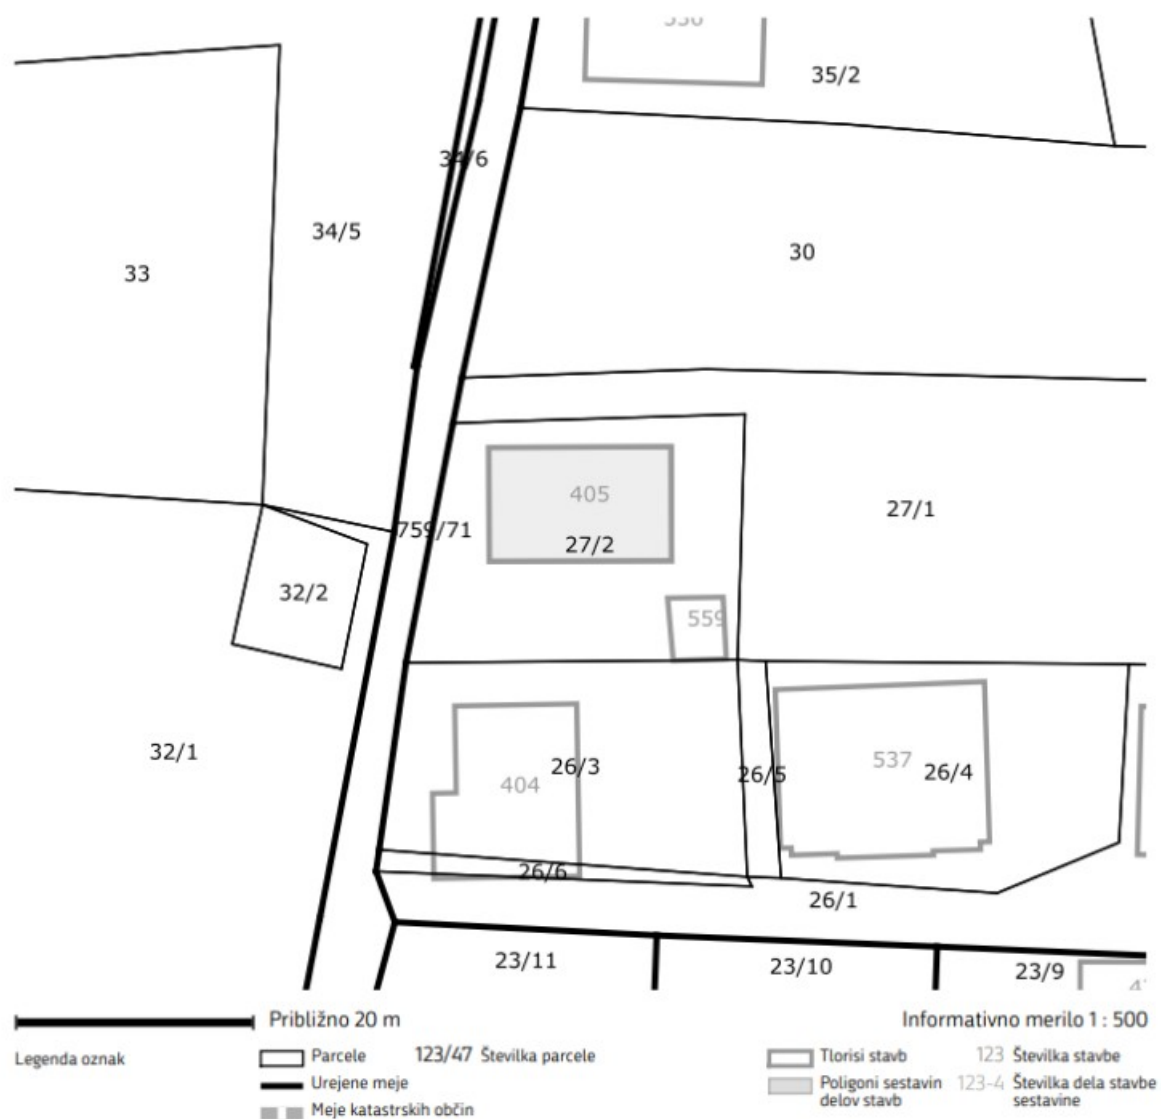 35/2
34/6
34/5
30
33
405
27/1
759/71
27/2
32/2
559
32/1
26/3
404
26/5
537
26/4
26/6
26/1
23/11
23/10
23/9
Približno 20 m
Informativno merilo 1 : 500
Legenda oznak
Parcele
123/47 Številka parcele
Urejene meje
Meje katastrskih občin
Tlorisi stavb
123 Številka stavbe
Poligoni sestavin
delov stavb
123-4 Številka dela stavbe
sestavine